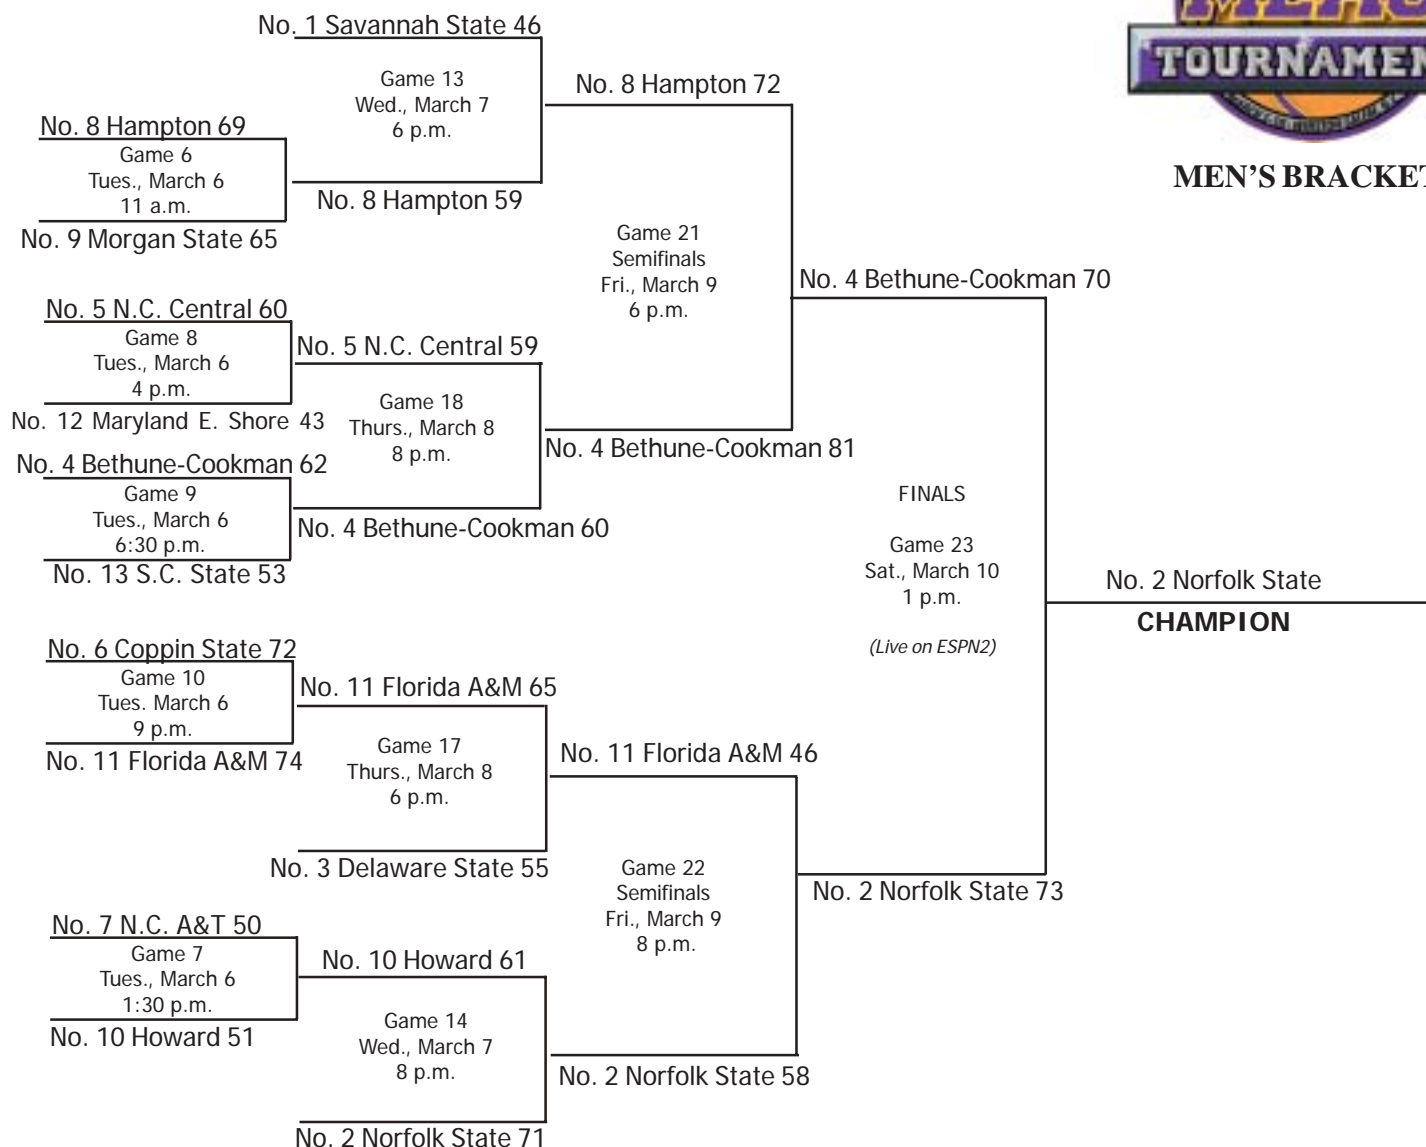 MEAC
TOURNAMEN
MEN'S BRACKET
No. 1 Savannah State 46
Game 13
Wed., March 7
6 p.m.
No. 8 Hampton 72
No. 8 Hampton 69
Game 6
Tues., March 6
11 a.m.
No. 8 Hampton 59
No. 9 Morgan State 65
Game 21
Semifinals
Fri., March 9
6 p.m.
No. 4 Bethune-Cookman 70
No. 5 N.C. Central 60
Game 8
Tues., March 6
4 p.m.
No. 5 N.C. Central 59
No. 12 Maryland E. Shore 43
Game 18
Thurs., March 8
8 p.m.
No. 4 Bethune-Cookman 81
No. 4 Bethune-Cookman 62
Game 9
Tues., March 6
6:30 p.m.
No. 4 Bethune-Cookman 60
No. 13 S.C. State 53
FINALS
Game 23
Sat., March 10
1 p.m.
(Live on ESPN2)
No. 2 Norfolk State
CHAMPION
No. 6 Coppin State 72
Game 10
Tues. March 6
9 p.m.
No. 11 Florida A&M 65
No. 11 Florida A&M 74
Game 17
Thurs., March 8
6 p.m.
No. 11 Florida A&M 46
No. 3 Delaware State 55
Game 22
Semifinals
Fri., March 9
8 p.m.
No. 2 Norfolk State 73
No. 7 N.C. A&T 50
Game 7
Tues., March 6
1:30 p.m.
No. 10 Howard 61
No. 10 Howard 51
Game 14
Wed., March 7
8 p.m.
No. 2 Norfolk State 58
No. 2 Norfolk State 71